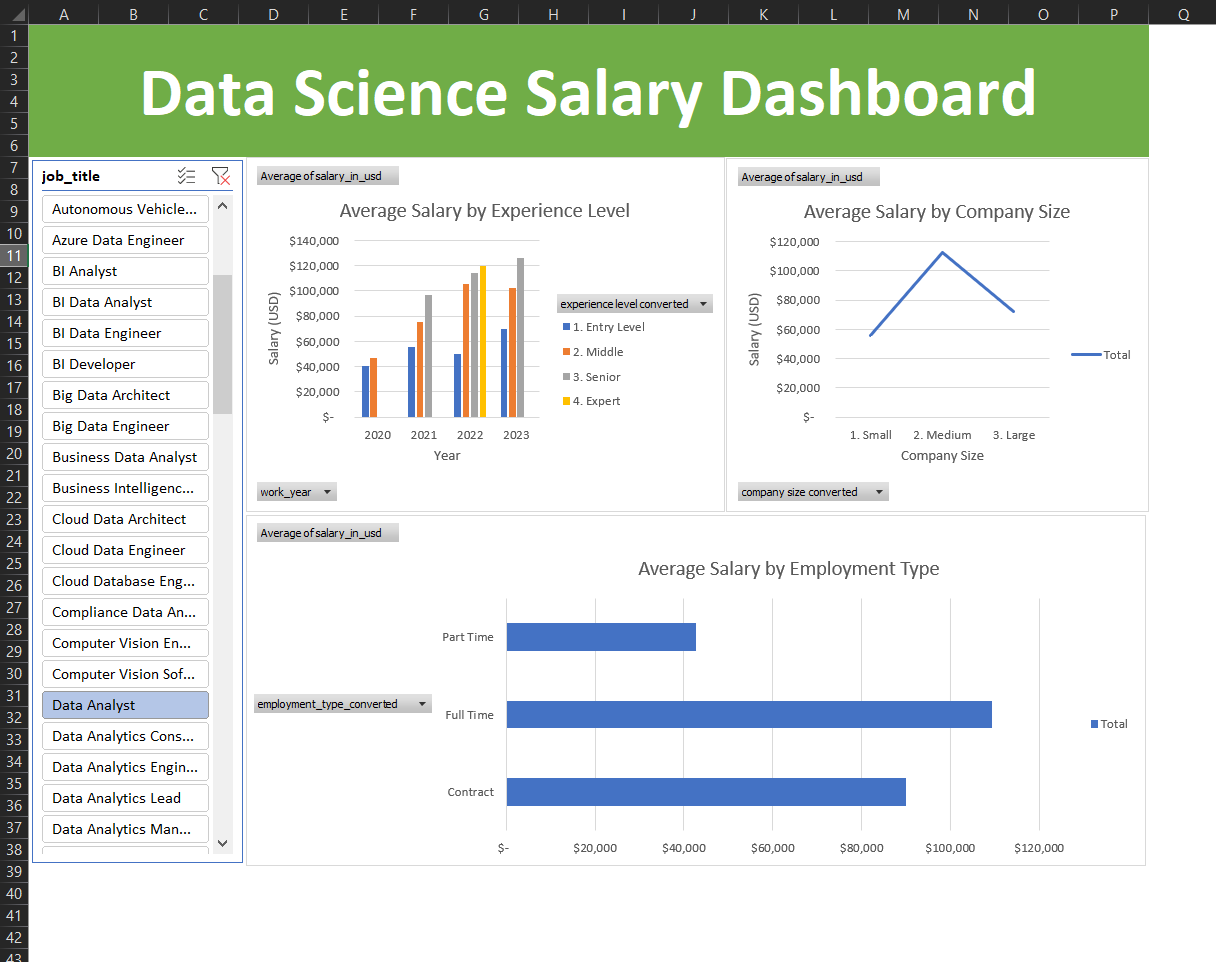 A B C D E F G H I J K L M N O P Q
1
2
3
4
5
6
7
8
9
10
11
12
13
14
15
16
17
18
19
20
21
22
23
24
25
26
27
28
29
30
31
32
33
34
35
36
37
38
39
40
41
42
43
Data Science Salary Dashboard
job_title
Autonomous Vehicle...
Azure Data Engineer
BI Analyst
BI Data Analyst
BI Data Engineer
BI Developer
Big Data Architect
Big Data Engineer
Business Data Analyst
Business Intelligenc...
Cloud Data Architect
Cloud Data Engineer
Cloud Database Eng...
Compliance Data An...
Computer Vision En...
Computer Vision Sof...
Data Analyst
Data Analytics Cons...
Data Analytics Engin...
Data Analytics Lead
Data Analytics Man...
Average of salary_in_usd
Average Salary by Experience Level
Salary (USD)
$140,000
$120,000
$100,000
$80,000
$60,000
$40,000
$20,000
$-
2020 2021 2022 2023
Year
experience level converted
1. Entry Level
2. Middle
3. Senior
4. Expert
work_year
Average of salary_in_usd
Average Salary by Company Size
Salary (USD)
$120,000
$100,000
$80,000
$60,000
$40,000
$20,000
$-
1. Small 2. Medium 3. Large
Company Size
Total
company size converted
Average of salary_in_usd
Average Salary by Employment Type
employment_type_converted
Part Time
Full Time
Contract
$- $20,000 $40,000 $60,000 $80,000 $100,000 $120,000
Total